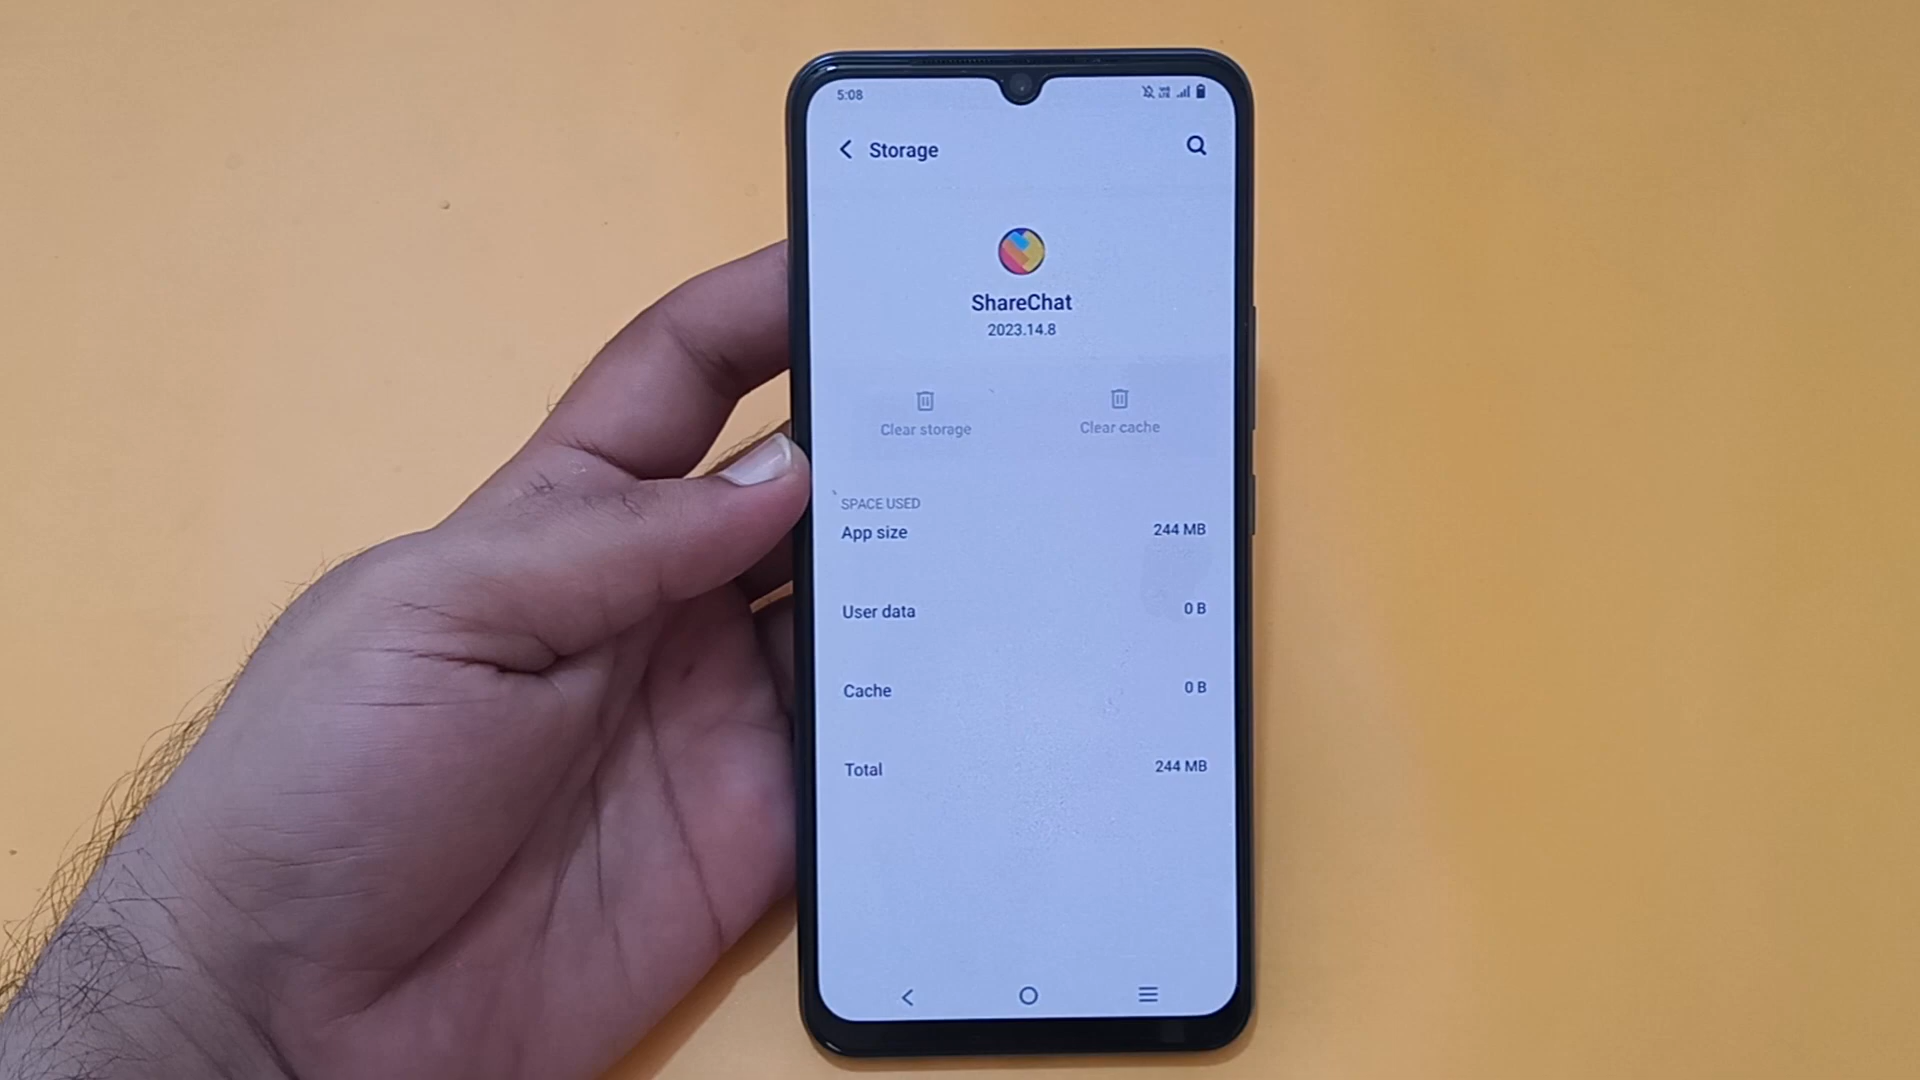 5:08
Storage
ShareChat
2023.14.8
Clear storage
Clear cache
SPACE USED
App size 244 MB
User data 0 B
Cache 0 B
Total 244 MB